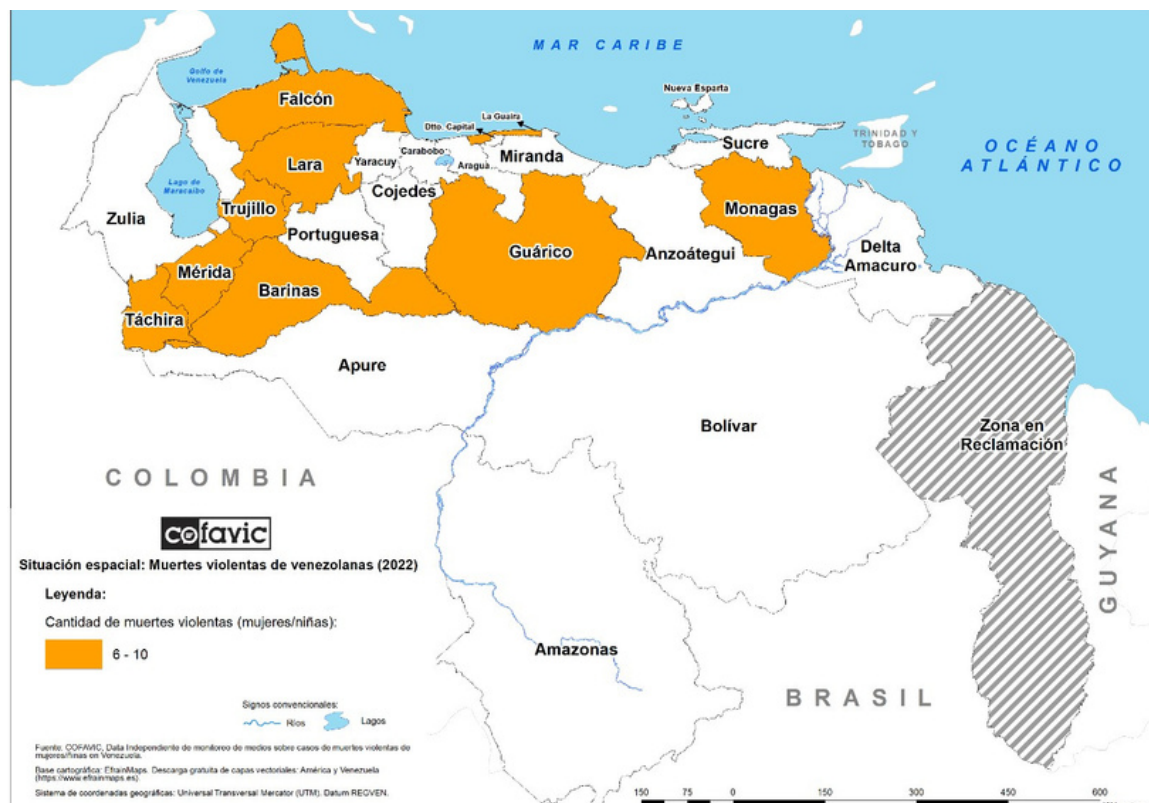 MAR CARIBE
Golfo de
Venezuela
Nueva Esparta
La Guaira
Dtto. Capital
Falcón
TRINIDAD Y
TOBAGO
OCÉANO
ATLÁNTICO
Carabobo
Sucre
Yaracuy
Miranda
Lara
Aragua
Lago de
Maracaibo
Cojedes
Trujillo
Monagas
Zulia
Portuguesa
Guárico
Anzoátegui
Delta
Amacuro
Mérida
Barinas
Táchira
Apure
Bolívar
Zona en
Reclamación
COLOMBIA
GUYANA
cofavic
Situación espacial: Muertes violentas de venezolanas (2022)
Leyenda:
Cantidad de muertes violentas (mujeres/niñas):
6 - 10
Amazonas
BRASIL
Signos convencionales:
Ríos
Lagos
Fuente: COFAVIC, Data Independiente de monitoreo de medios sobre casos de muertes violentas de
mujeres/niñas en Venezuela.
Base cartográfica: EfrainMaps. Descarga gratuita de capas vectoriales: América y Venezuela
(https://www.efrainmaps.es).
Sistema de coordenadas geográficas: Universal Transversal Mercator (UTM). Datum REGVEN.
150 75 0 150 300 450 600